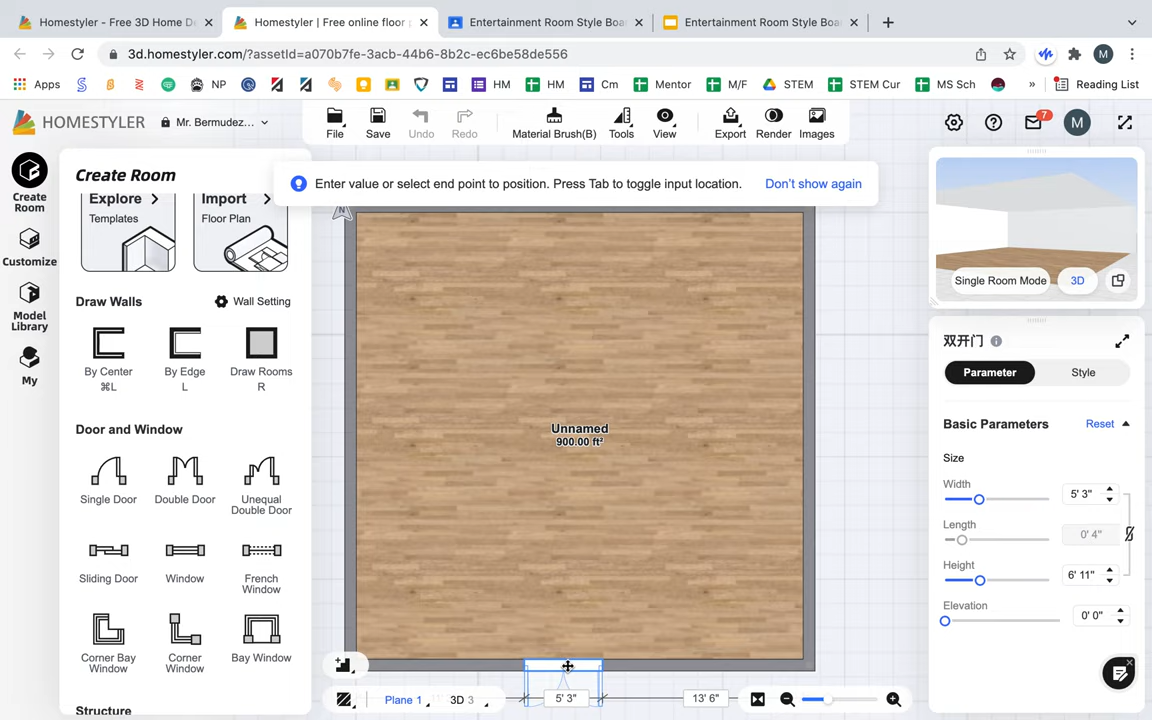 Homestyler - Free 3D Home De
Homestyler | Free online floor p
Entertainment Room Style Boa
Entertainment Room Style Boa
3d.homestyler.com/?assetId=a070b7fe-3acb-44b6-8b2c-ec6be58de556
M
Apps
NP
HM
HM
Cm
Mentor
M/F
STEM
STEM Cur
MS Sch
»
Reading List
HOMESTYLER
Mr. Bermudez...
File
Save
Undo
Redo
Material Brush(B)
Tools
View
Export
Render
Images
7
M
Create Room
Customize
Model Library
My
Create Room
Explore
Templates
Import
Floor Plan
Draw Walls
Wall Setting
By Center
⌘L
By Edge
L
Draw Rooms
R
Door and Window
Single Door
Double Door
Unequal Double Door
Sliding Door
Window
French Window
Corner Bay Window
Corner Window
Bay Window
Structure
Enter value or select end point to position. Press Tab to toggle input location.
Don't show again
N
Unnamed
900.00 ft²
Plane 1
3D 3
5' 3"
13' 6"
Single Room Mode
3D
双开门
Parameter
Style
Basic Parameters
Reset
Size
Width
5' 3"
Length
0' 4"
Height
6' 11"
Elevation
0' 0"